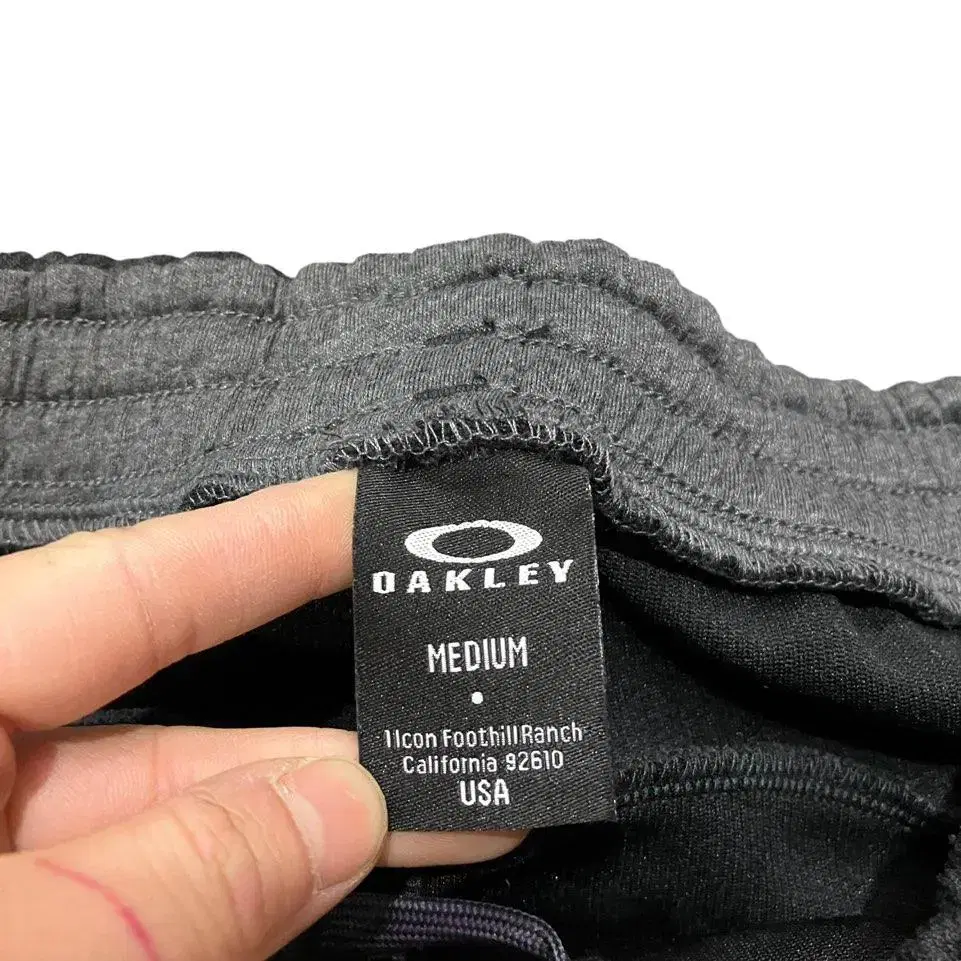 OAKLEY
MEDIUM
1 Icon Foothill Ranch
California 92610
USA